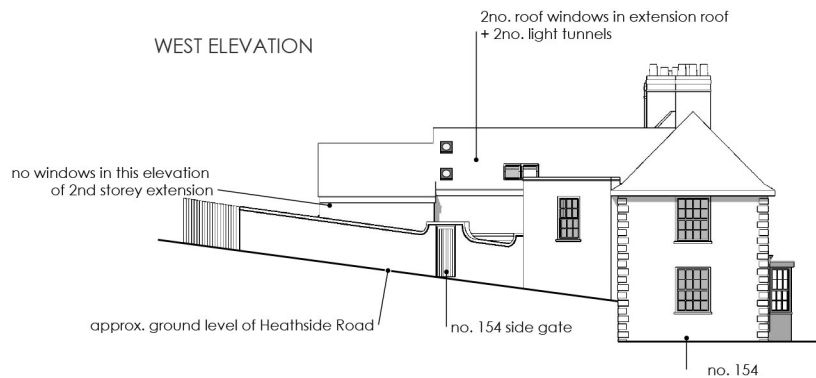 2no. roof windows in extension roof
+ 2no. light tunnels
WEST ELEVATION
no windows in this elevation
of 2nd storey extension
approx. ground level of Heathside Road
no. 154 side gate
no. 154